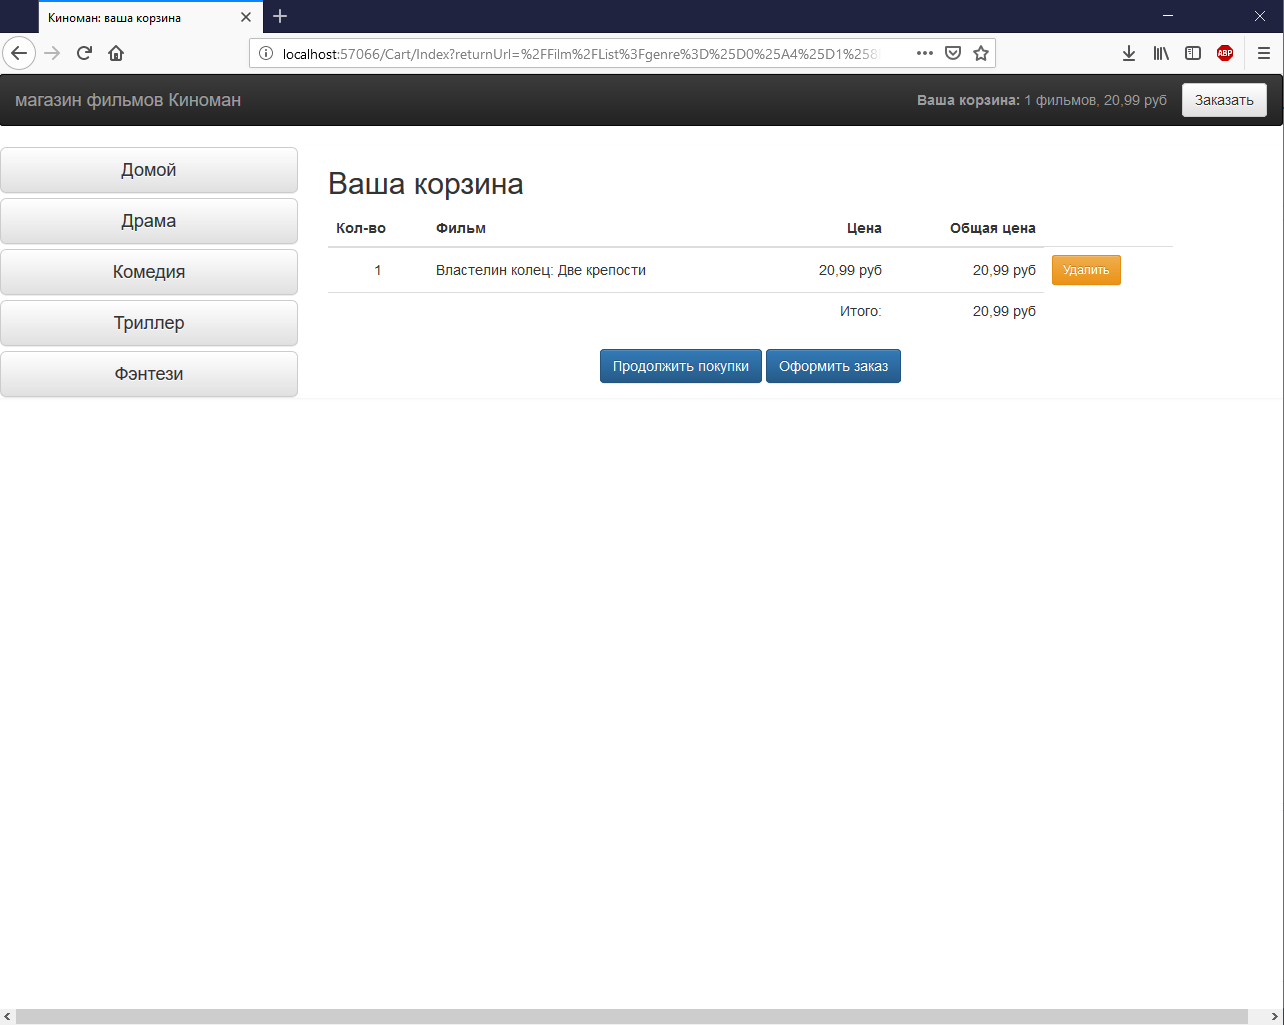 Киноман: ваша корзина
localhost:57066/Cart/Index?returnUrl=%2FFilm%2FList%3Fgenre%3D%25D0%25A4%25D1%258
магазин фильмов Киноман
Ваша корзина: 1 фильмов, 20,99 руб
Заказать
Домой
Драма
Комедия
Триллер
Фэнтези
Ваша корзина
Кол-во Фильм Цена Общая цена
1 Властелин колец: Две крепости 20,99 руб 20,99 руб Удалить
Итого: 20,99 руб
Продолжить покупки Оформить заказ
ABP